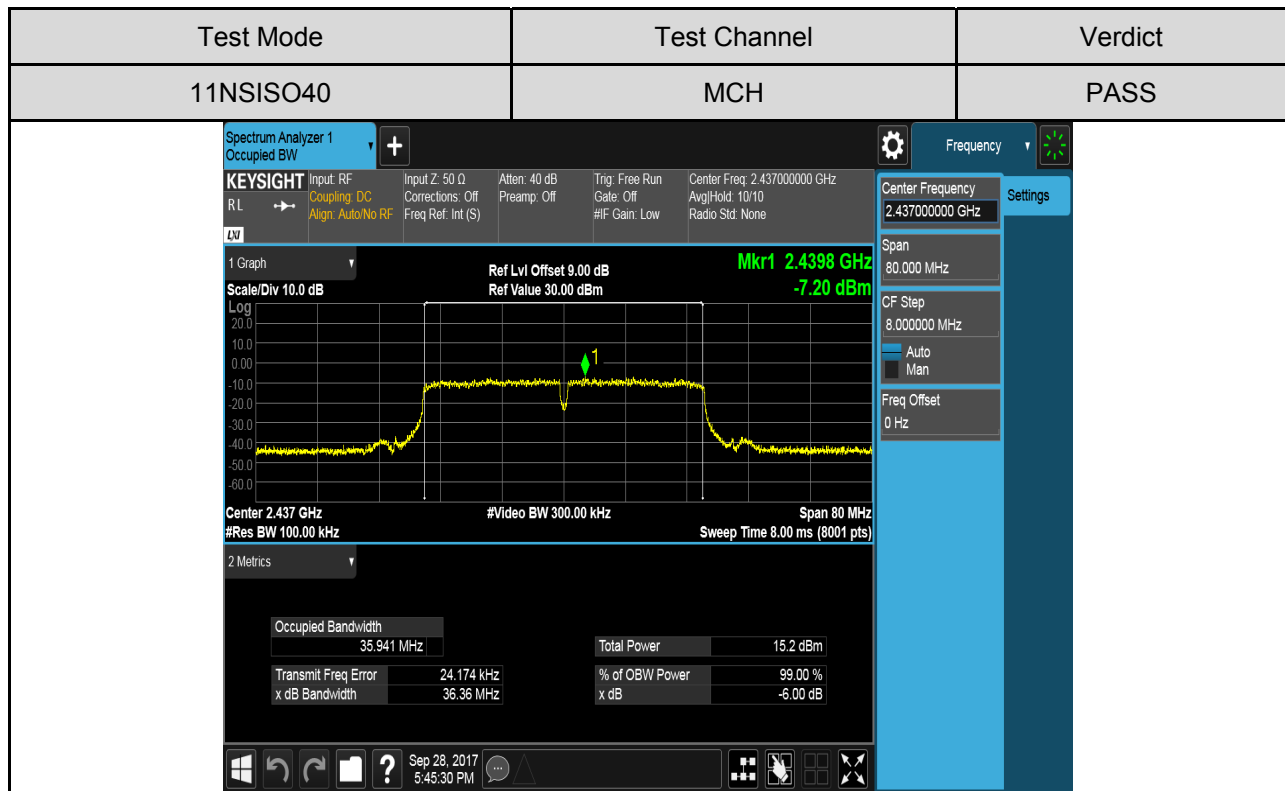 Test Mode Test Channel Verdict
11NSISO40 MCH PASS
Spectrum Analyzer 1
Occupied BW
+
Frequency
KEYSIGHT
RL
LXI
Input: RF
Coupling: DC
Align: Auto/No RF
Input Z: 50 Ω
Corrections: Off
Freq Ref: Int (S)
Atten: 40 dB
Preamp: Off
Trig: Free Run
Gate: Off
#IF Gain: Low
Center Freq: 2.437000000 GHz
Avg|Hold: 10/10
Radio Std: None
Center Frequency
2.437000000 GHz
Settings
Span
80.000 MHz
CF Step
8.000000 MHz
Auto
Man
Freq Offset
0 Hz
1 Graph
Scale/Div 10.0 dB
Ref Lvl Offset 9.00 dB
Ref Value 30.00 dBm
Mkr1 2.4398 GHz
-7.20 dBm
Log
20.0
10.0
0.00
-10.0
-20.0
-30.0
-40.0
-50.0
-60.0
1
Center 2.437 GHz #Video BW 300.00 kHz Span 80 MHz
#Res BW 100.00 kHz Sweep Time 8.00 ms (8001 pts)
2 Metrics
Occupied Bandwidth
35.941 MHz
Transmit Freq Error 24.174 kHz
x dB Bandwidth 36.36 MHz
Total Power 15.2 dBm
% of OBW Power 99.00 %
x dB -6.00 dB
?
Sep 28, 2017
5:45:30 PM